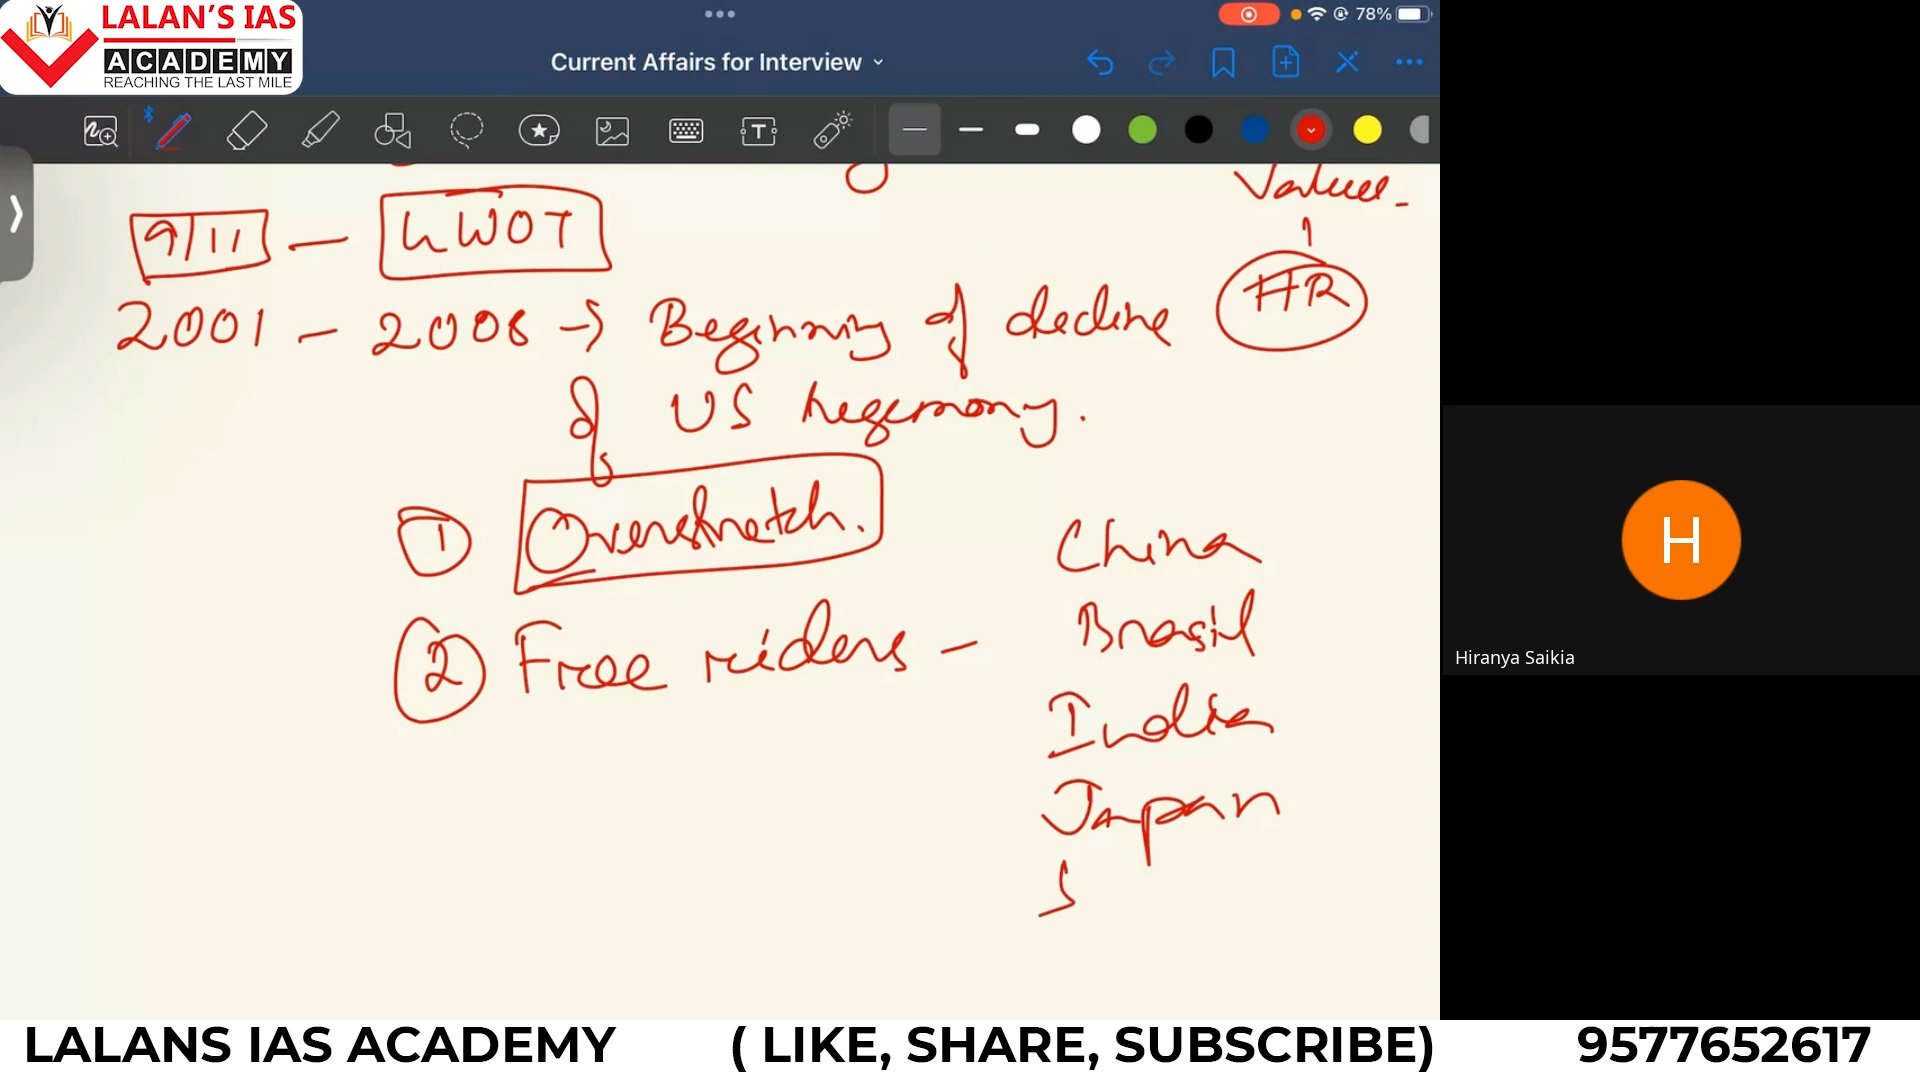 LALAN'S IAS
ACADEMY
REACHING THE LAST MILE
78%
Current Affairs for Interview
T
Values
9/11 — GWOT
HR
2001 – 2008 → Beginning of decline
of US hegemony.
① Overstretch.
China
② Free riders – Brasil
India
Japan
S
H
Hiranya Saikia
LALANS IAS ACADEMY ( LIKE, SHARE, SUBSCRIBE) 9577652617